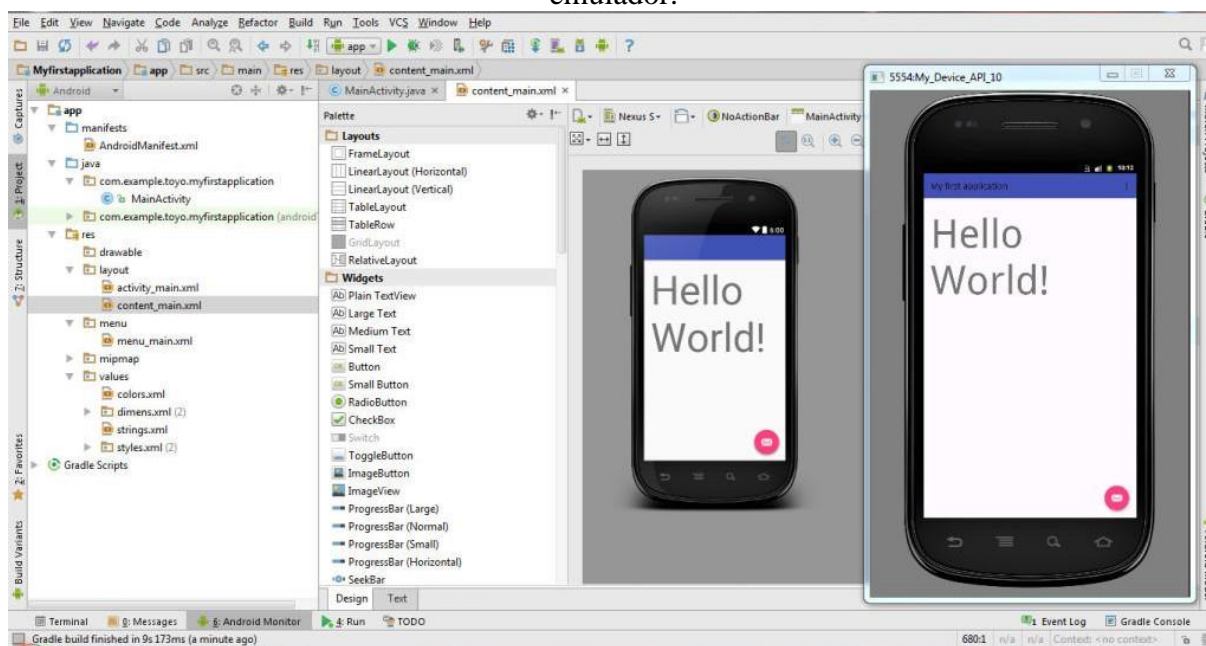 emulador.
File Edit View Navigate Code Analyze Refactor Build Run Tools VCS Window Help
app
Myfirstapplication app src main res layout content_main.xml
Android
MainActivity.java × content_main.xml ×
app
manifests
AndroidManifest.xml
java
com.example.toyo.myfirstapplication
MainActivity
com.example.toyo.myfirstapplication (android
res
drawable
layout
activity_main.xml
content_main.xml
menu
menu_main.xml
mipmap
values
colors.xml
dimens.xml (2)
strings.xml
styles.xml (2)
Gradle Scripts
Captures
1: Project
7: Structure
2: Favorites
Build Variants
Palette
Layouts
FrameLayout
LinearLayout (Horizontal)
LinearLayout (Vertical)
TableLayout
TableRow
GridLayout
RelativeLayout
Widgets
Plain TextView
Large Text
Medium Text
Small Text
Button
Small Button
RadioButton
CheckBox
Switch
ToggleButton
ImageButton
ImageView
ProgressBar (Large)
ProgressBar (Normal)
ProgressBar (Small)
ProgressBar (Horizontal)
SeekBar
Design Text
Nexus S NoActionBar MainActivity
6:00
Hello
World!
5554:My_Device_API_10
10:12
My first application
Hello
World!
Terminal 0: Messages 6: Android Monitor 4: Run TODO
1 Event Log Gradle Console
Gradle build finished in 9s 173ms (a minute ago)
680:1 n/a n/a Context: <no context>